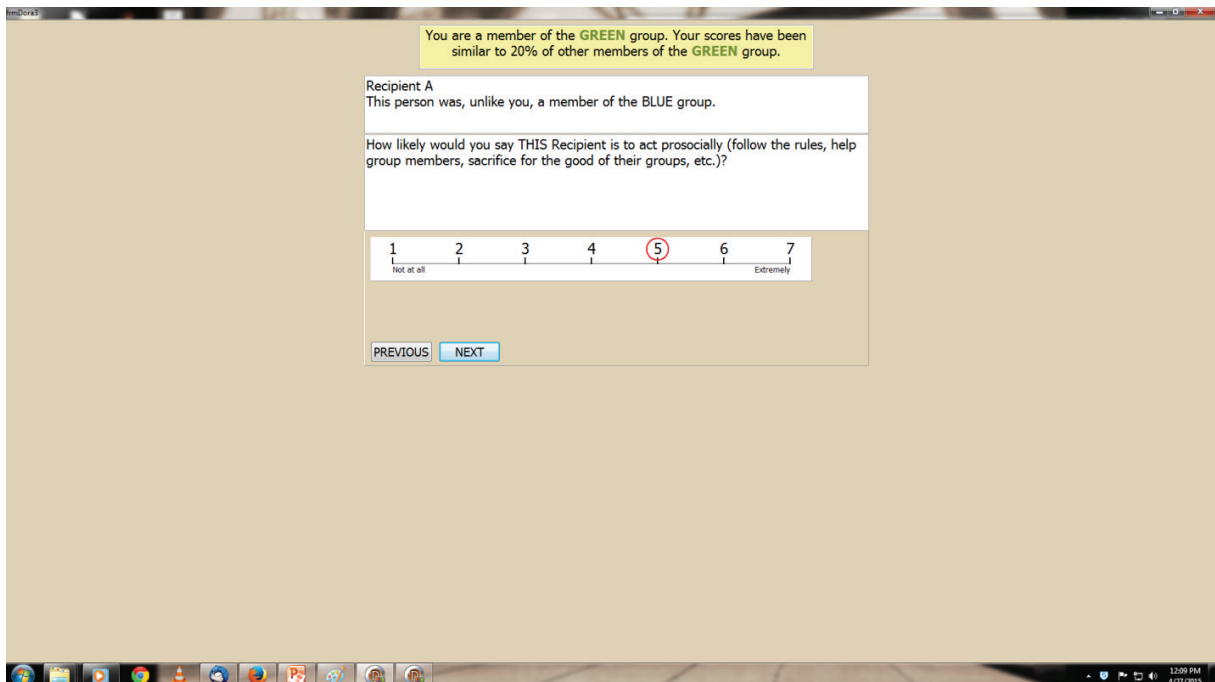 frmDora3
You are a member of the GREEN group. Your scores have been
similar to 20% of other members of the GREEN group.
Recipient A
This person was, unlike you, a member of the BLUE group.
How likely would you say THIS Recipient is to act prosocially (follow the rules, help
group members, sacrifice for the good of their groups, etc.)?
1 2 3 4 5 6 7
Not at all Extremely
PREVIOUS NEXT
12:09 PM
4/27/2015